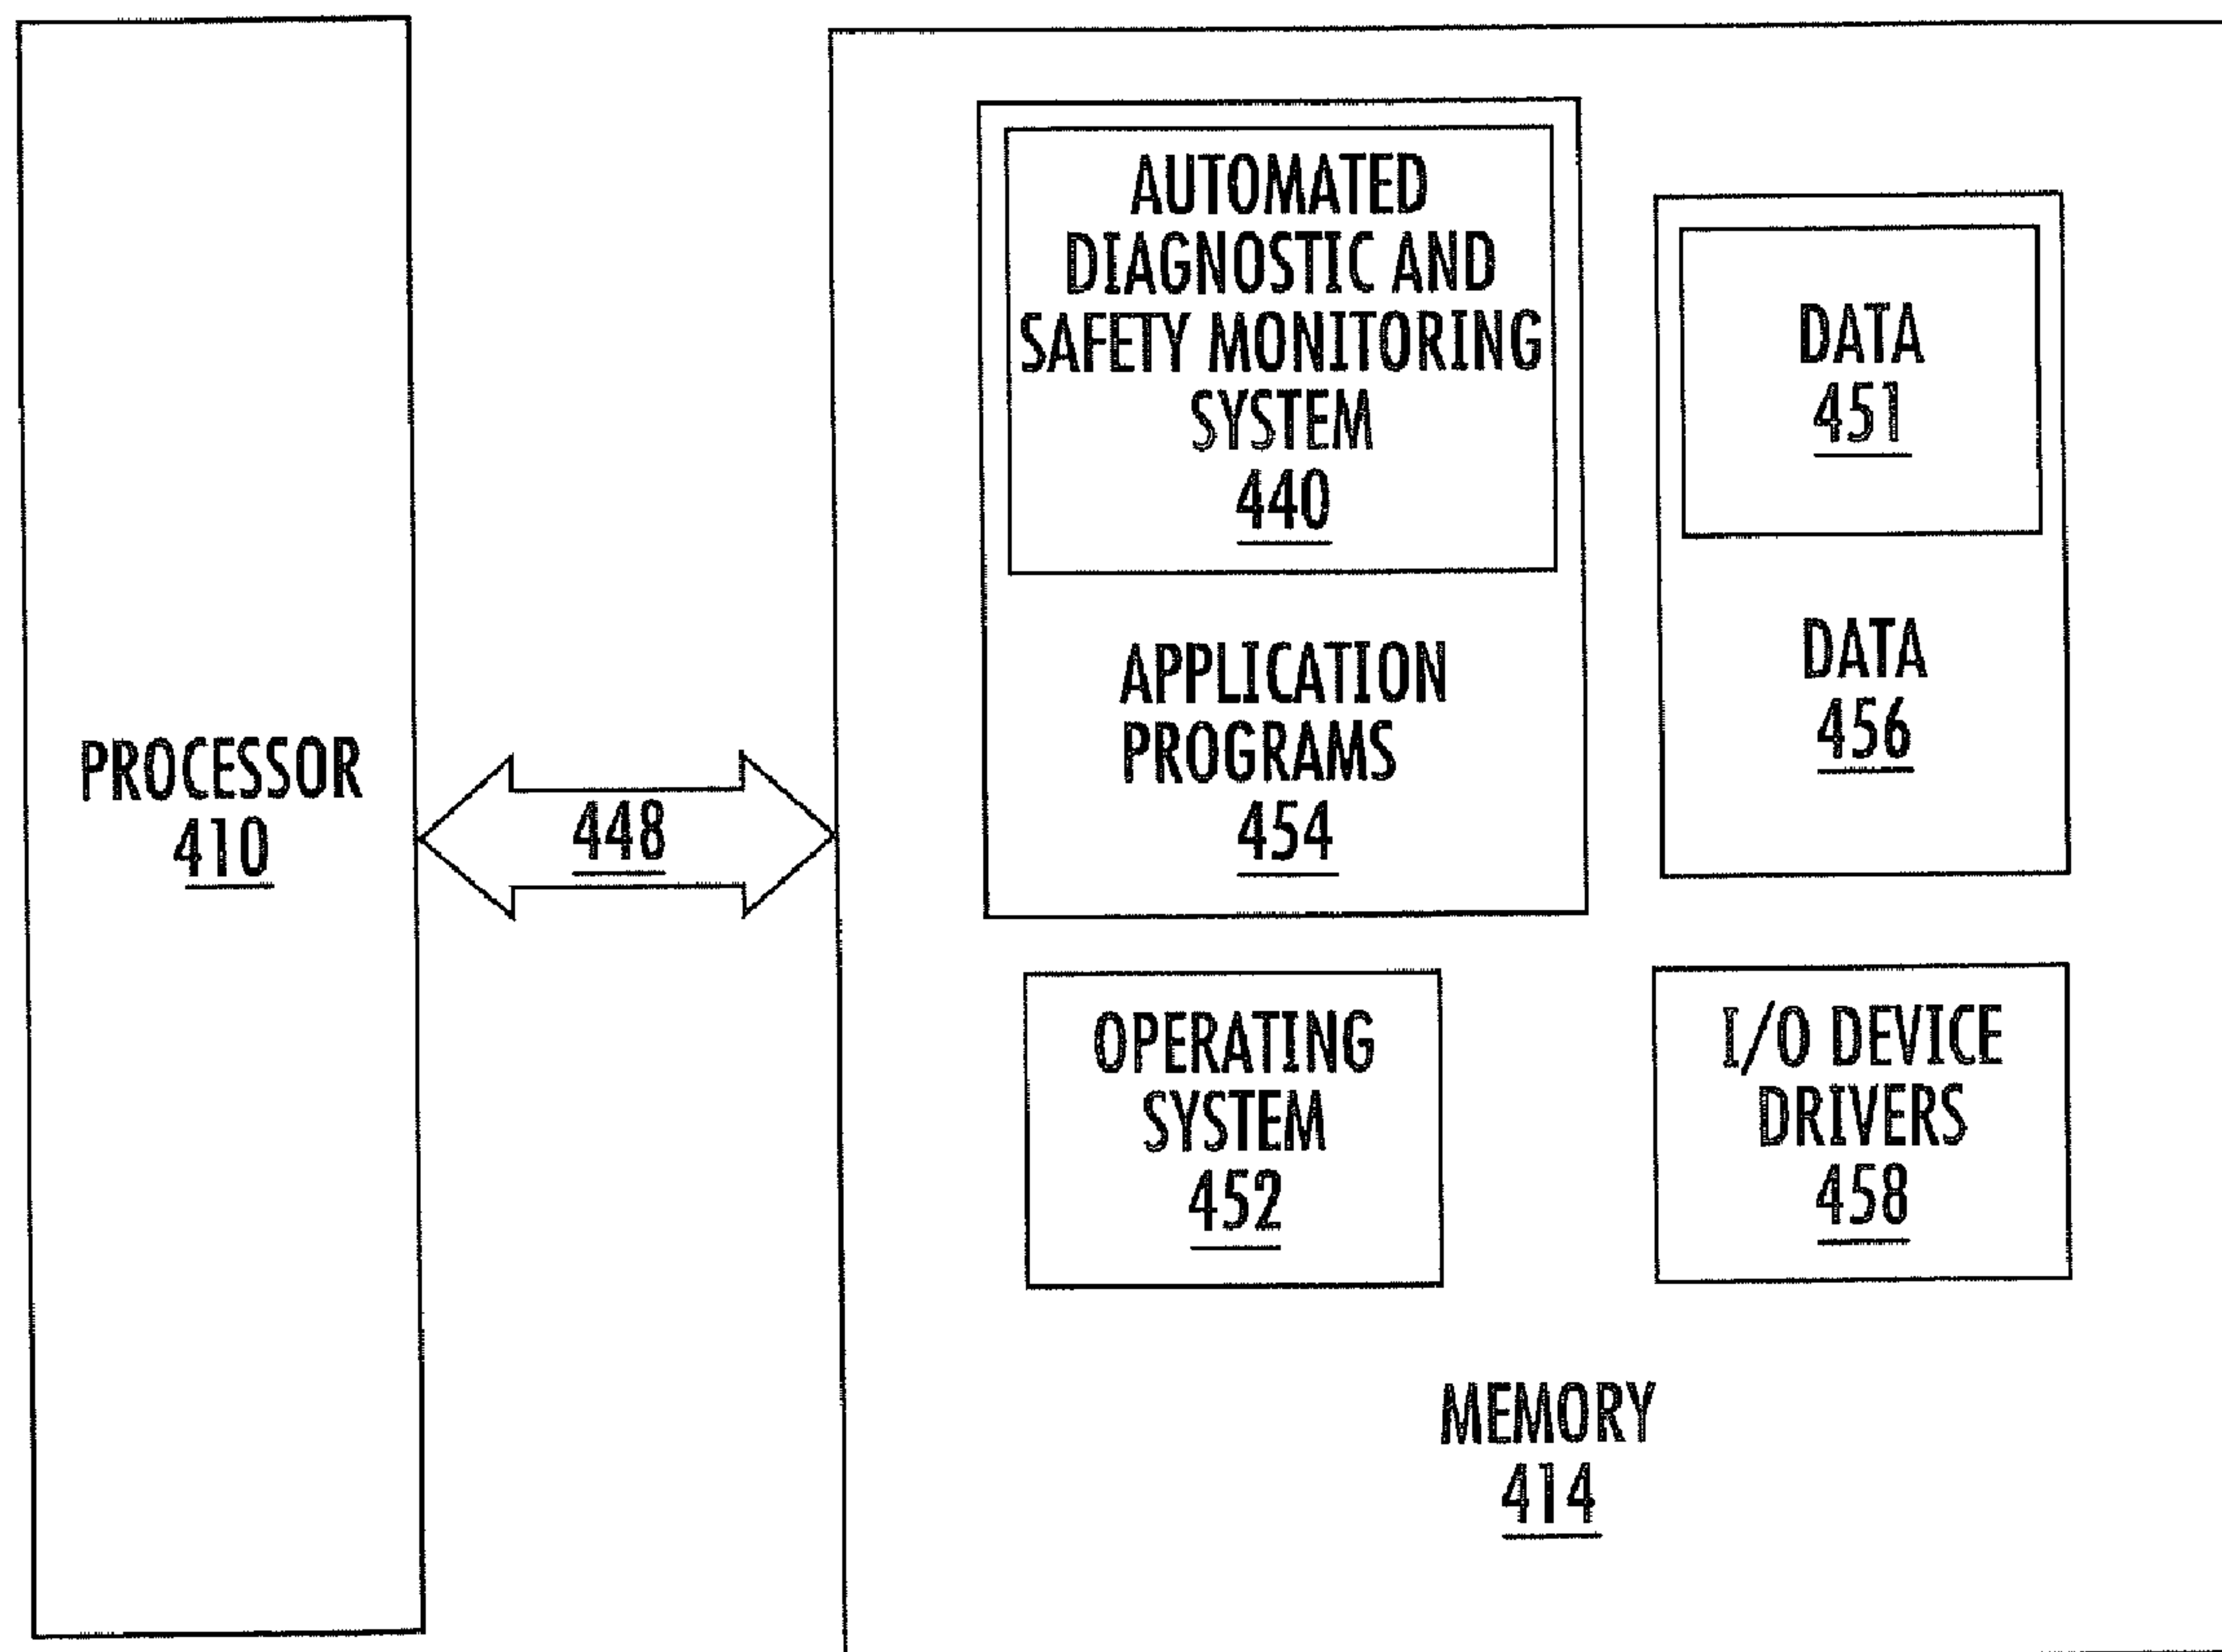 PROCESSOR
410
448
AUTOMATED
DIAGNOSTIC AND
SAFETY MONITORING
SYSTEM
440
APPLICATION
PROGRAMS
454
DATA
451
DATA
456
OPERATING
SYSTEM
452
I/O DEVICE
DRIVERS
458
MEMORY
414